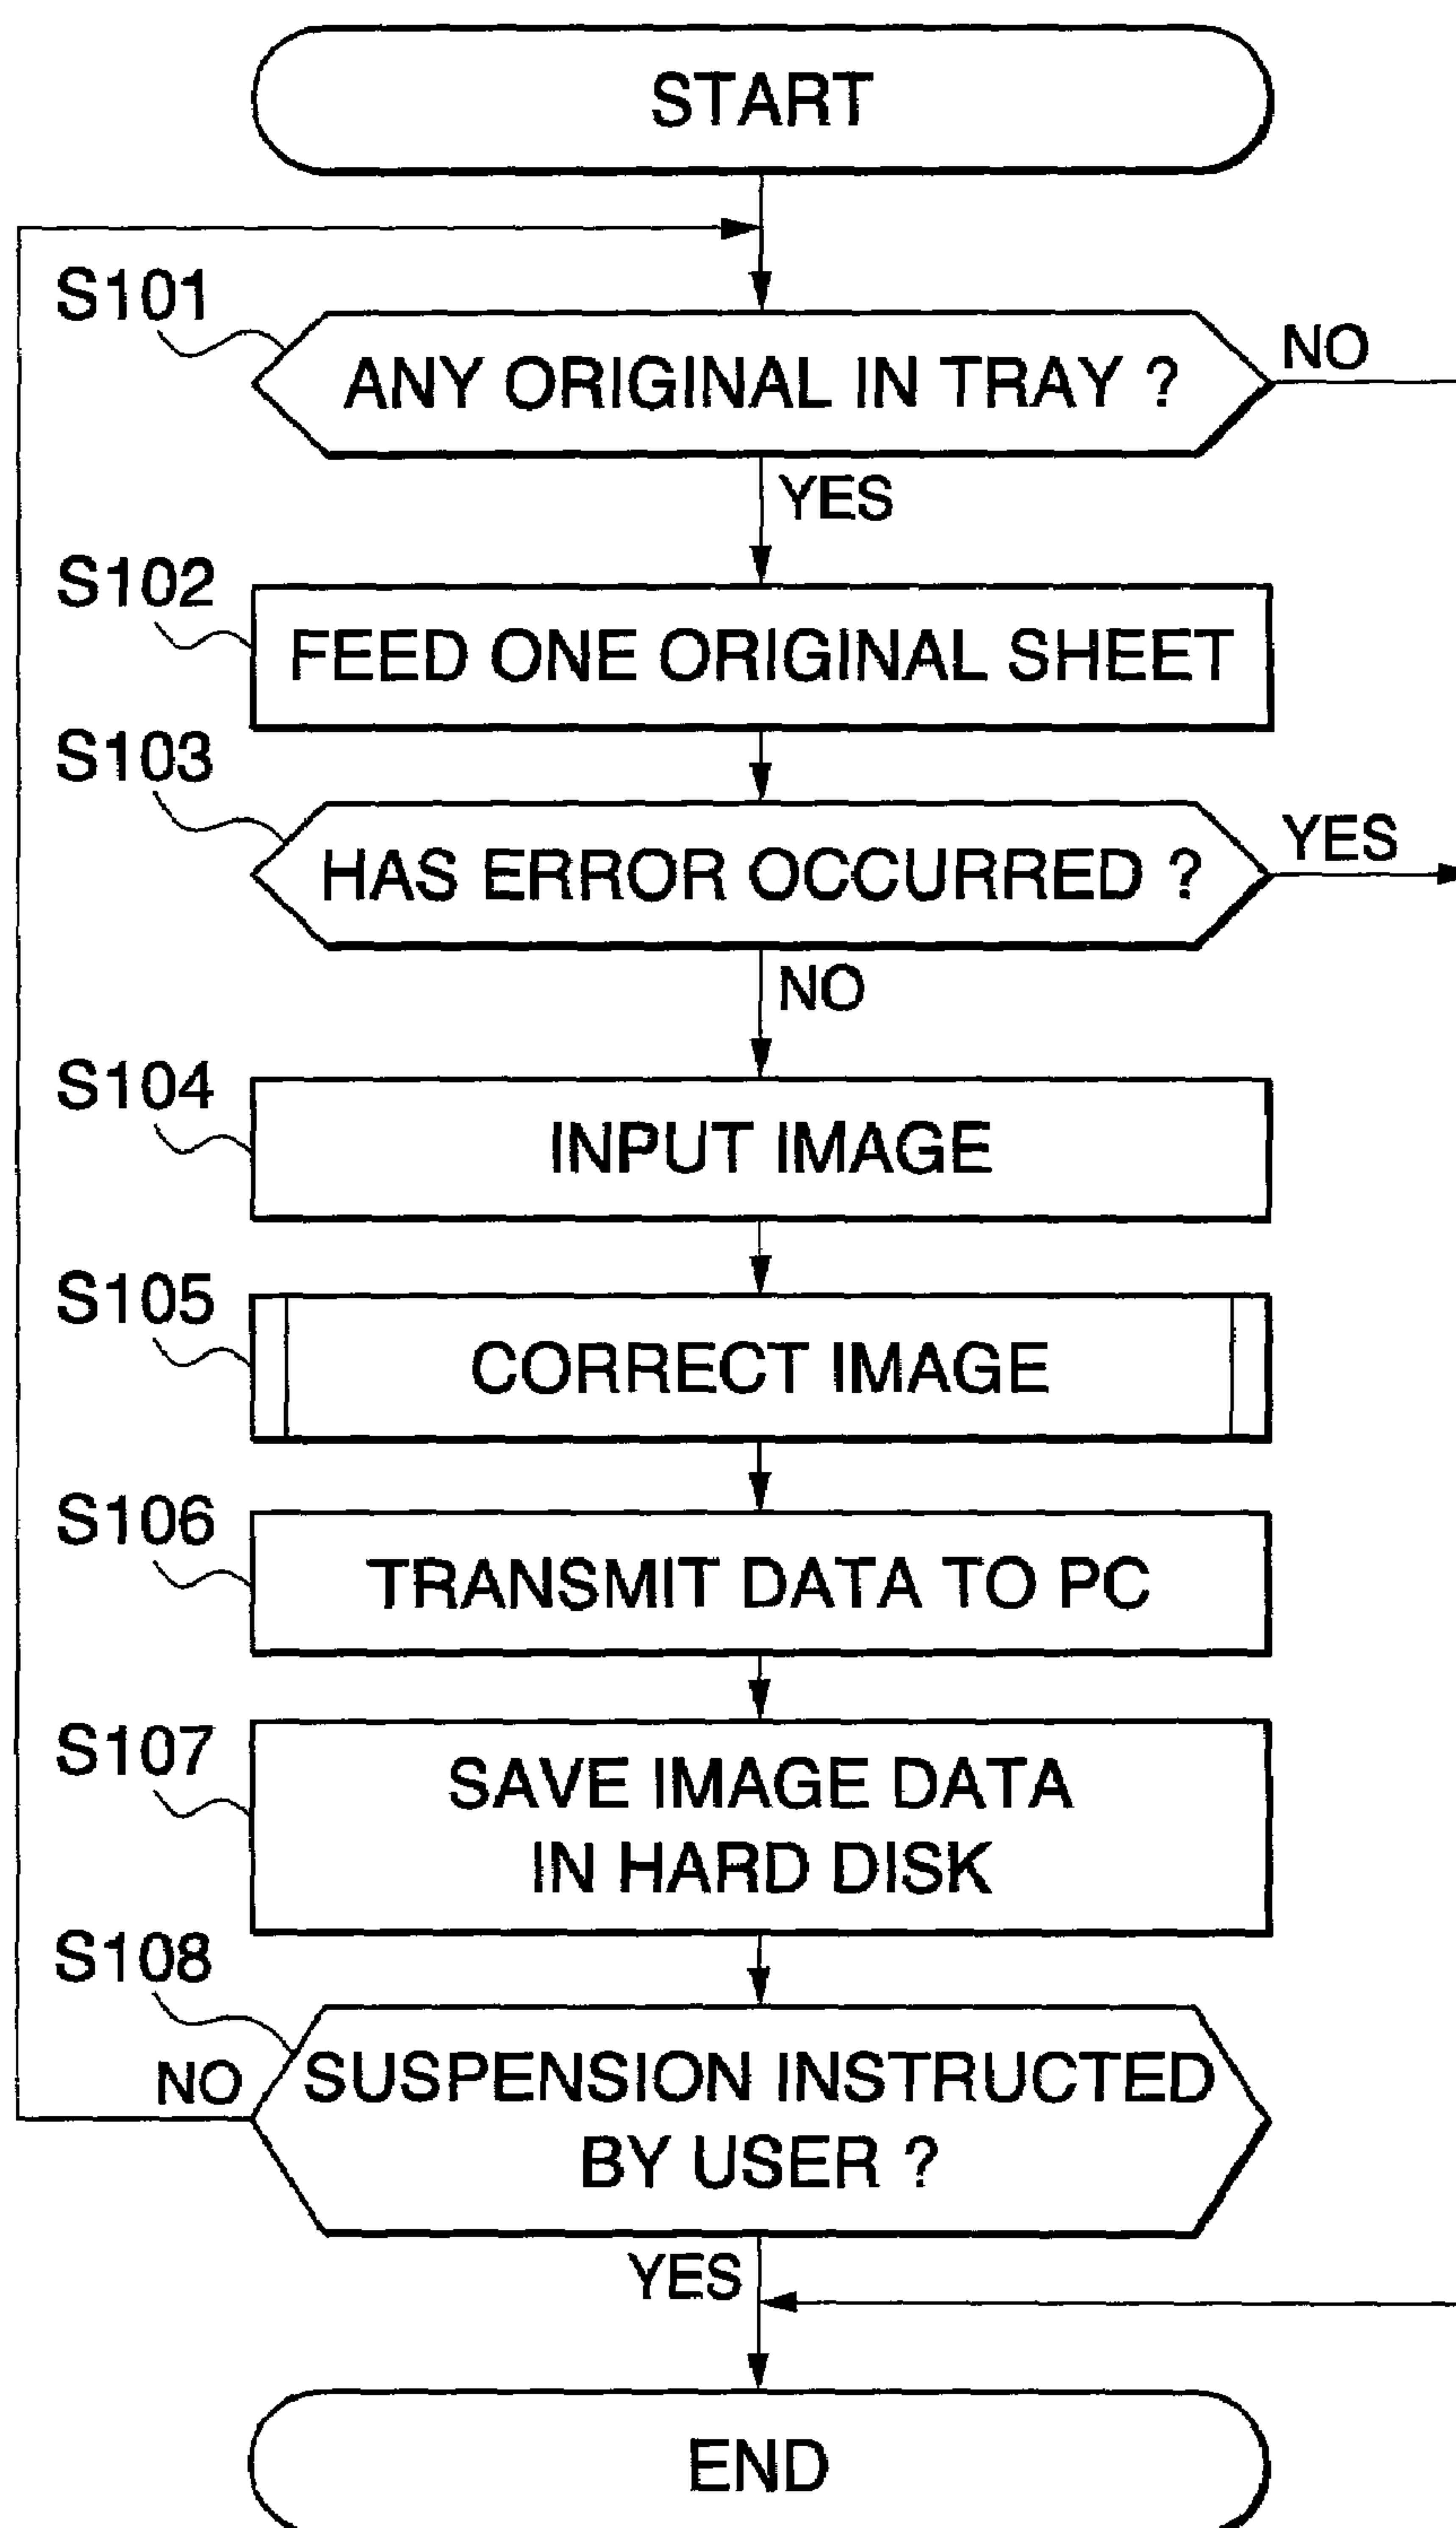 START
S101
ANY ORIGINAL IN TRAY ?
NO
YES
S102
FEED ONE ORIGINAL SHEET
S103
HAS ERROR OCCURRED ?
YES
NO
S104
INPUT IMAGE
S105
CORRECT IMAGE
S106
TRANSMIT DATA TO PC
S107
SAVE IMAGE DATA
IN HARD DISK
S108
NO
SUSPENSION INSTRUCTED
BY USER ?
YES
END